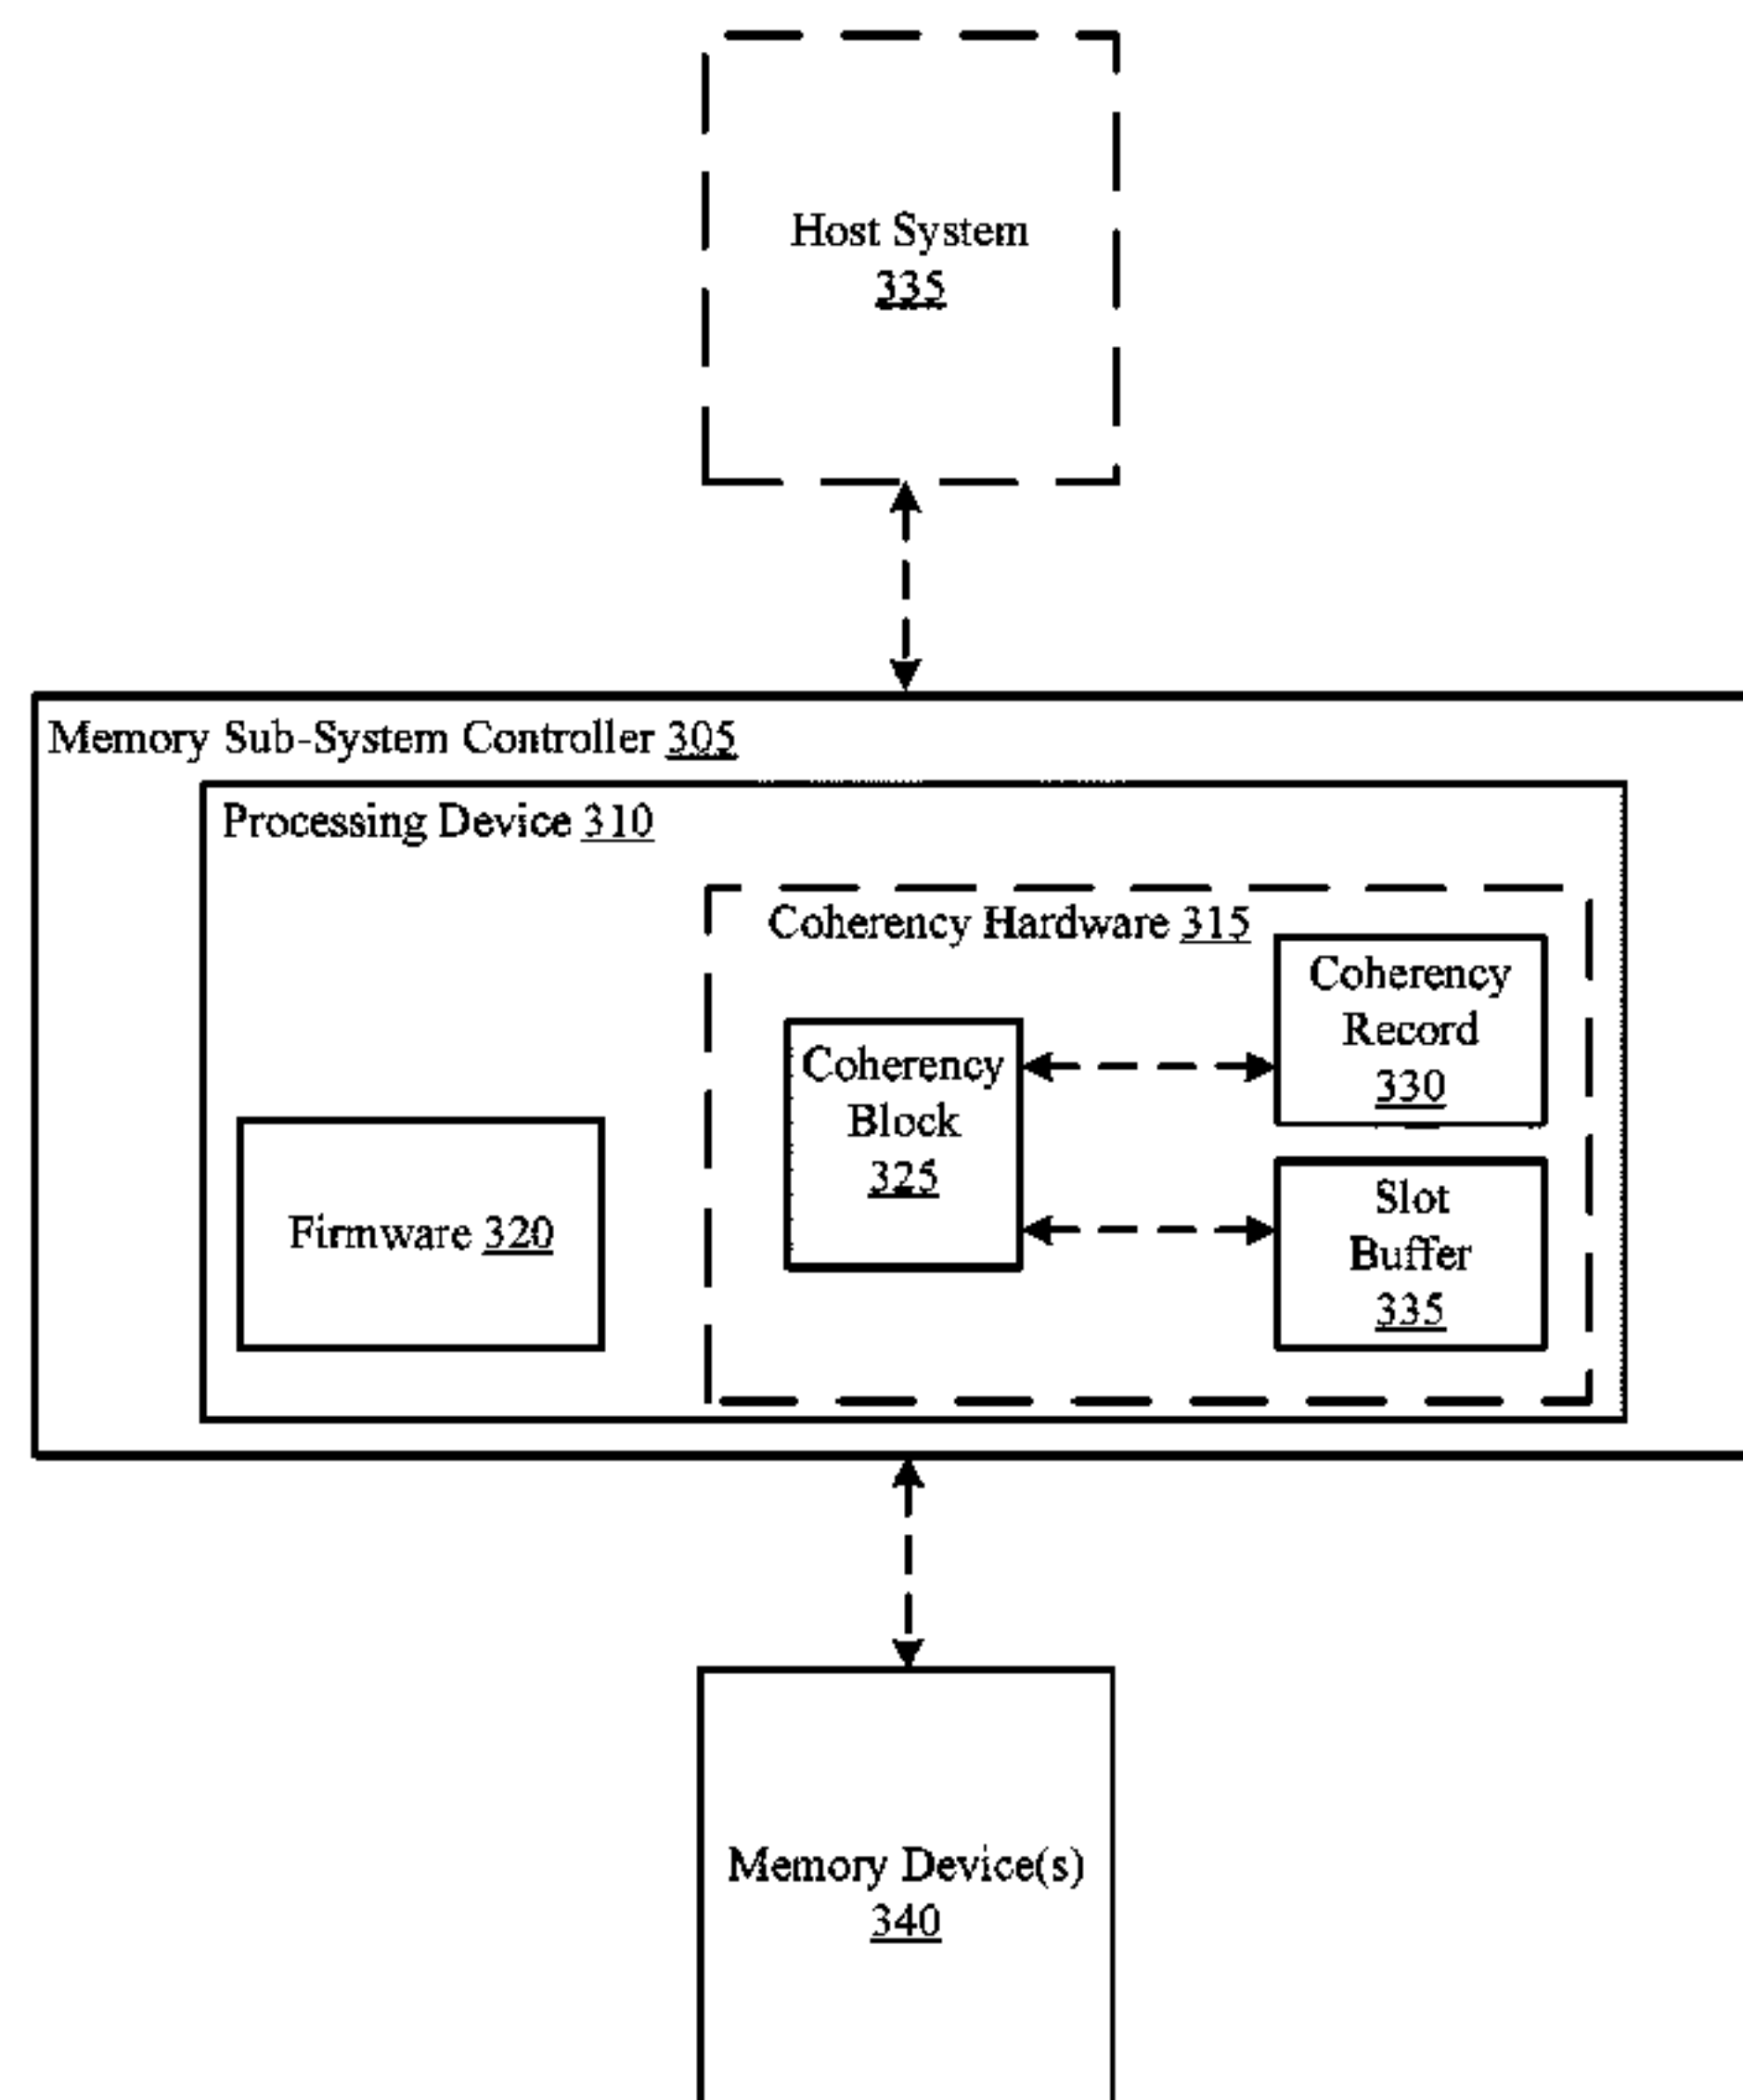 Host System
335
Memory Sub-System Controller 305
Processing Device 310
Coherency Hardware 315
Coherency
Record
330
Coherency
Block
325
Slot
Buffer
335
Firmware 320
Memory Device(s)
340